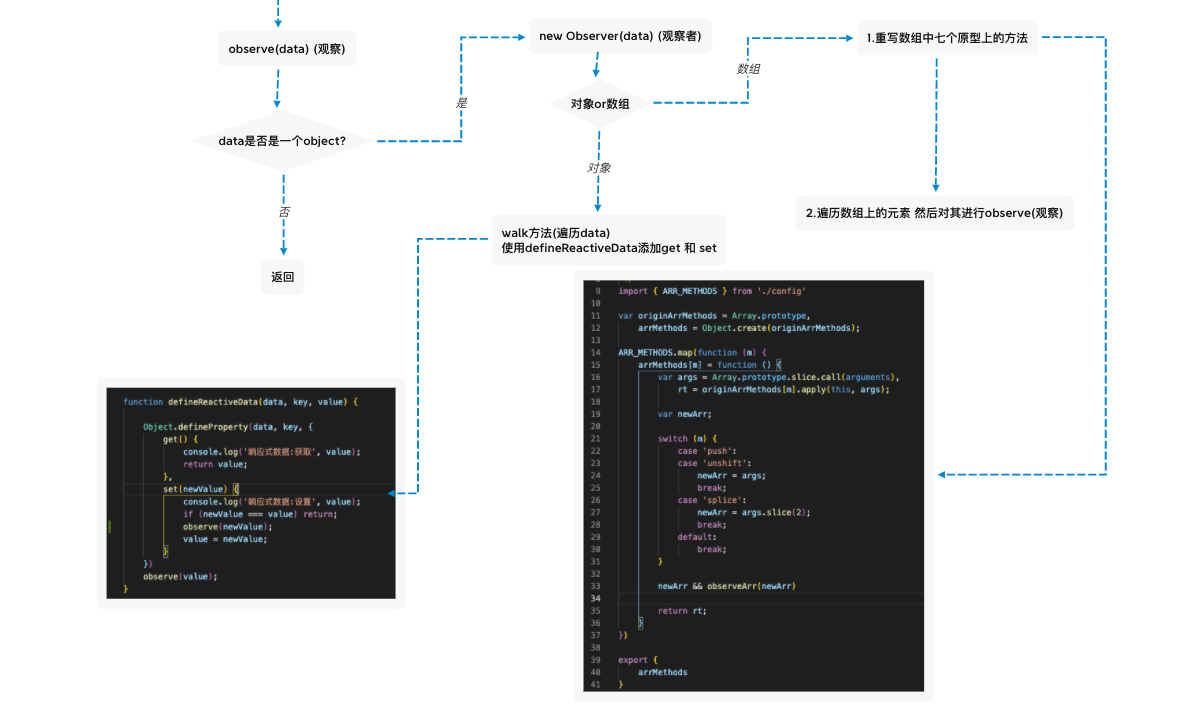 observe(data) (观察)
data是否是一个object?
是
否
返回
new Observer(data) (观察者)
对象or数组
数组
对象
walk方法(遍历data)
使用defineReactiveData添加get 和 set
1.重写数组中七个原型上的方法
2.遍历数组上的元素 然后对其进行observe(观察)
function defineReactiveData(data, key, value) {
Object.defineProperty(data, key, {
get() {
console.log('响应式数据:获取', value);
return value;
},
set(newValue) {
console.log('响应式数据:设置', value);
if (newValue === value) return;
observe(newValue);
value = newValue;
}
})
observe(value);
}
9 import { ARR_METHODS } from './config'
10
11 var originArrMethods = Array.prototype,
12 arrMethods = Object.create(originArrMethods);
13
14 ARR_METHODS.map(function (m) {
15 arrMethods[m] = function () {
16 var args = Array.prototype.slice.call(arguments),
17 rt = originArrMethods[m].apply(this, args);
18
19 var newArr;
20
21 switch (m) {
22 case 'push':
23 case 'unshift':
24 newArr = args;
25 break;
26 case 'splice':
27 newArr = args.slice(2);
28 break;
29 default:
30 break;
31 }
32
33 newArr && observeArr(newArr)
34
35 return rt;
36 }
37 })
38
39 export {
40 arrMethods
41 }